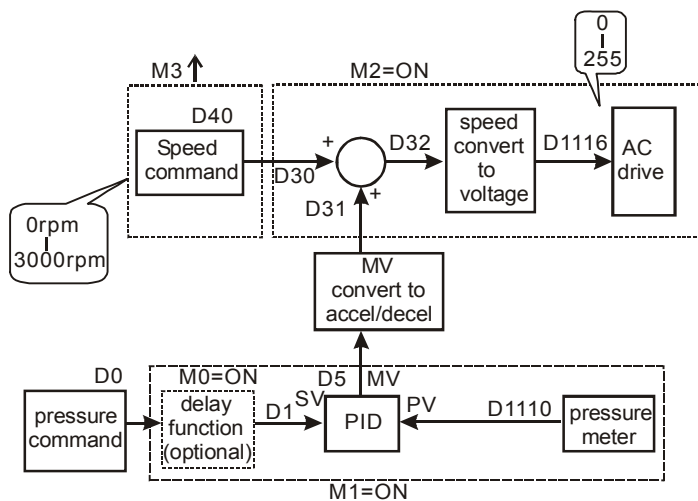 0
255
M3
M2=ON
D40
Speed
command
D30
+
+
D31
D32
speed
convert
to
voltage
D1116
AC
drive
0rpm
3000rpm
MV
convert to
accel/decel
D0
M0=ON
D5
MV
pressure
command
delay
function
(optional)
D1
SV
PID
PV
D1110
pressure
meter
M1=ON